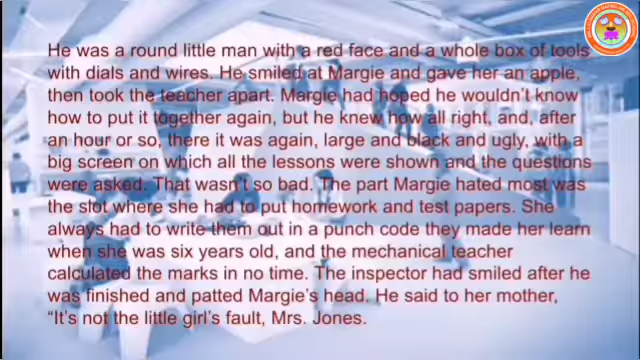 He was a round little man with a red face and a whole box of tools
with dials and wires. He smiled at Margie and gave her an apple,
then took the teacher apart. Margie had hoped he wouldn't know
how to put it together again, but he knew how all right, and, after
an hour or so, there it was again, large and black and ugly, with a
big screen on which all the lessons were shown and the questions
were asked. That wasn't so bad. The part Margie hated most was
the slot where she had to put homework and test papers. She
always had to write them out in a punch code they made her learn
when she was six years old, and the mechanical teacher
calculated the marks in no time. The inspector had smiled after he
was finished and patted Margie's head. He said to her mother,
“It's not the little girl's fault, Mrs. Jones.